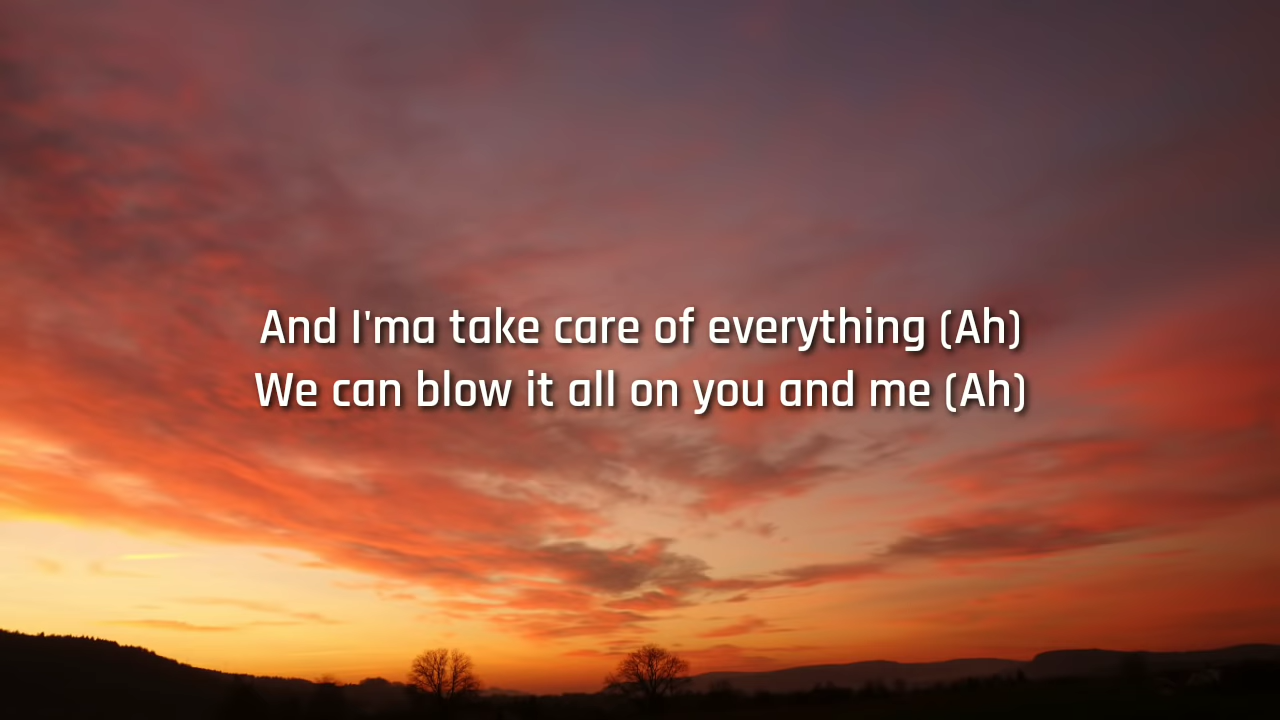 And I'ma take care of everything (Ah)
We can blow it all on you and me (Ah)